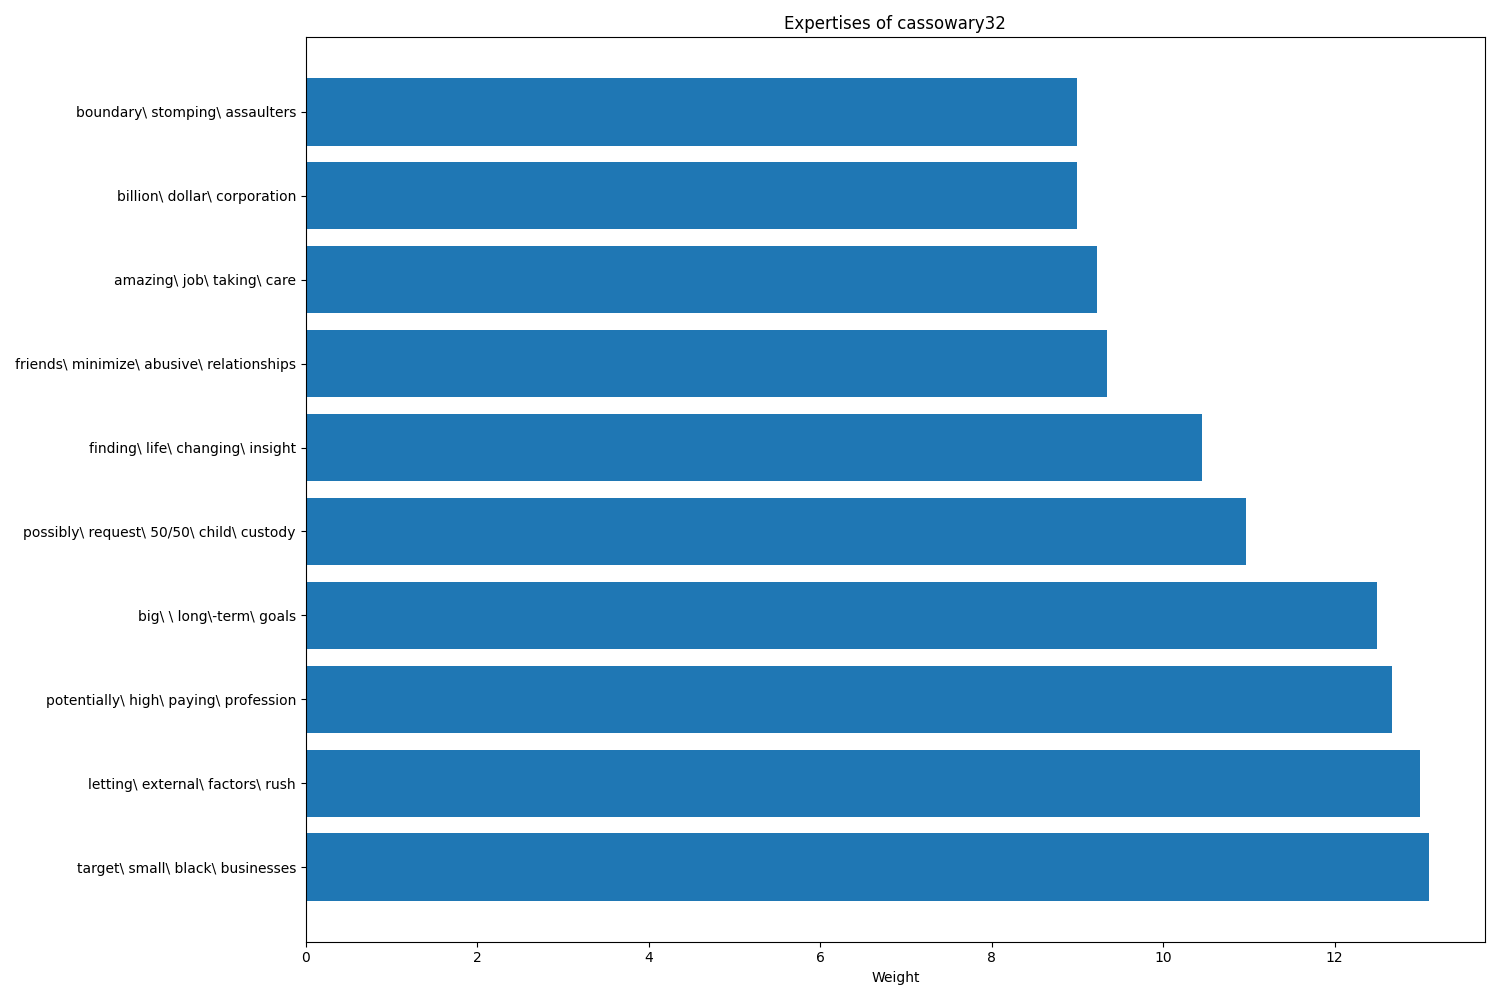 Expertises of cassowary32
boundary\ stomping\ assaulters
billion\ dollar\ corporation
amazing\ job\ taking\ care
friends\ minimize\ abusive\ relationships
finding\ life\ changing\ insight
possibly\ request\ 50/50\ child\ custody
big\ \ long\-term\ goals
potentially\ high\ paying\ profession
letting\ external\ factors\ rush
target\ small\ black\ businesses
0 2 4 6 8 10 12
Weight